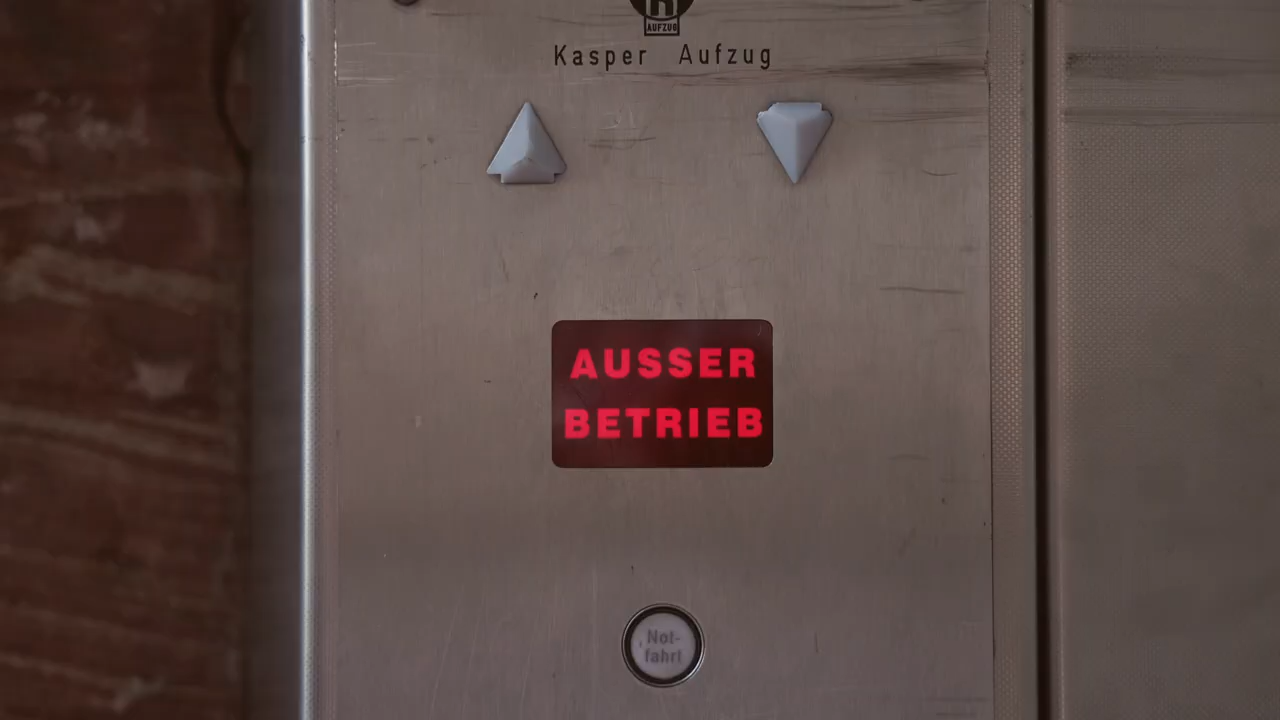 AUFZUG
Kasper Aufzug
AUSSER
BETRIEB
Not-
fahrt